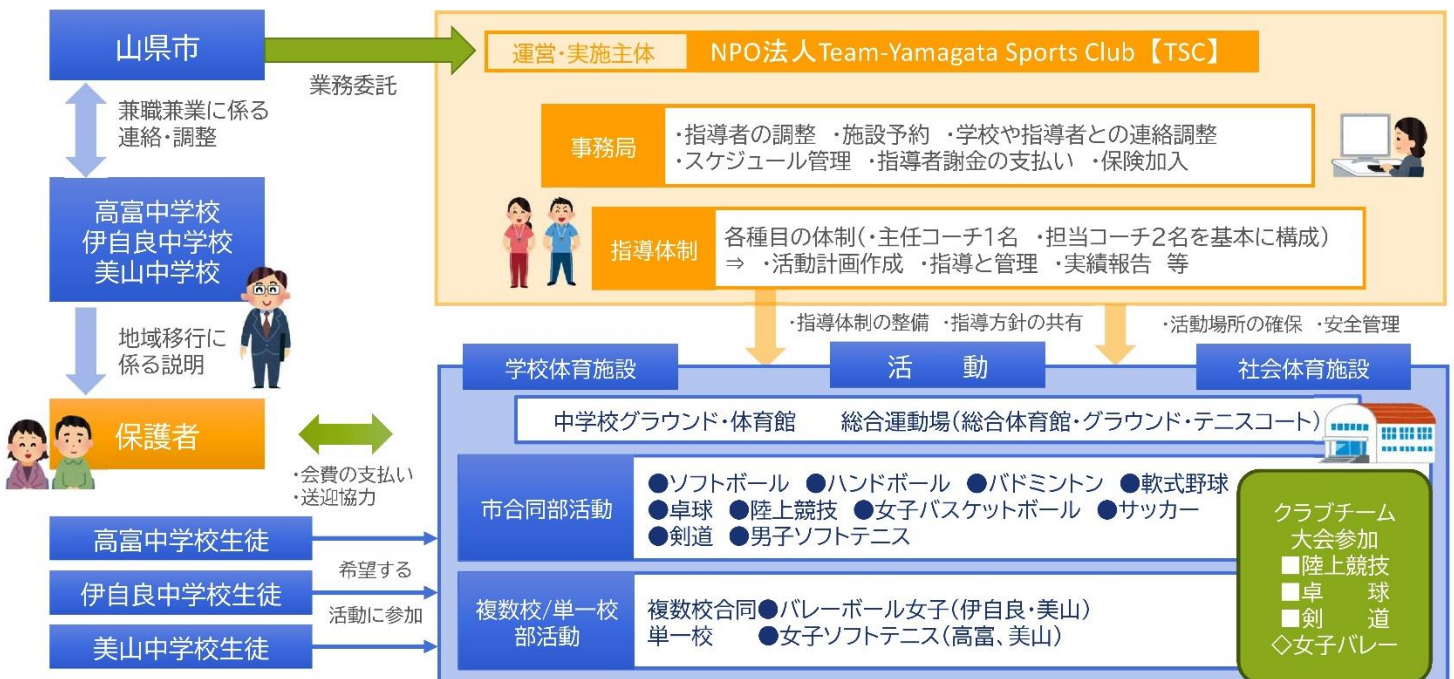 山県市
業務委託
兼職兼業に係る
連絡・調整
高富中学校
伊自良中学校
美山中学校
地域移行に
係る説明
保護者
・会費の支払い
・送迎協力
高富中学校生徒
伊自良中学校生徒
美山中学校生徒
希望する
活動に参加
運営・実施主体 NPO法人Team-Yamagata Sports Club【TSC】
事務局
・指導者の調整 ・施設予約 ・学校や指導者との連絡調整
・スケジュール管理 ・指導者謝金の支払い ・保険加入
指導体制
各種目の体制(・主任コーチ1名 ・担当コーチ2名を基本に構成)
⇒ ・活動計画作成 ・指導と管理 ・実績報告 等
・指導体制の整備 ・指導方針の共有
・活動場所の確保 ・安全管理
学校体育施設
活 動
社会体育施設
中学校グラウンド・体育館 総合運動場(総合体育館・グラウンド・テニスコート)
市合同部活動
●ソフトボール ●ハンドボール ●バドミントン ●軟式野球
●卓球 ●陸上競技 ●女子バスケットボール ●サッカー
●剣道 ●男子ソフトテニス
複数校/単一校
部活動
複数校合同●バレーボール女子(伊自良・美山)
単一校 ●女子ソフトテニス(高富、美山)
クラブチーム
大会参加
■陸上競技
■卓 球
■剣 道
◇女子バレー